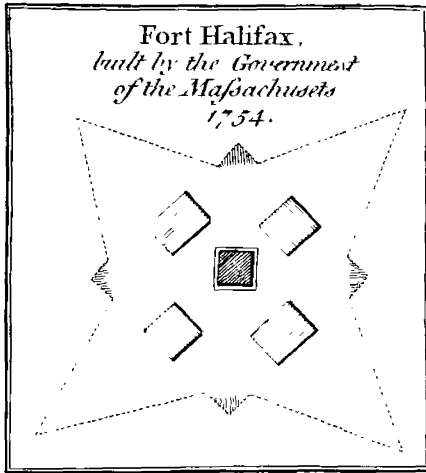 Fort Halifax,
built by the Government
of the Maſsachusets
1754.